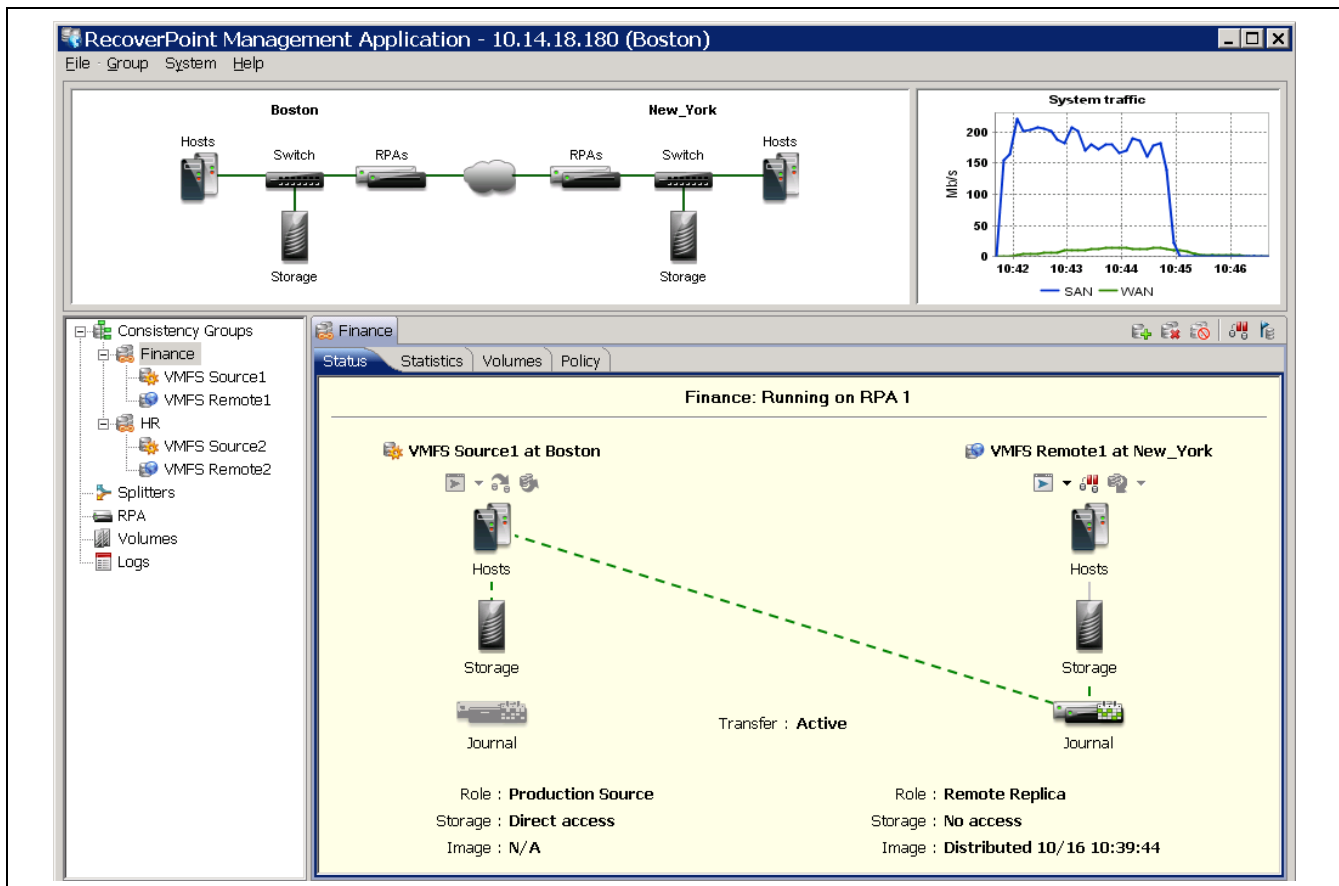 RecoverPoint Management Application - 10.14.18.180 (Boston)
File Group System Help
Boston
New_York
Hosts
Switch
RPAs
RPAs
Switch
Hosts
Storage
Storage
System traffic
Mb/s
200
150
100
50
0
10:42 10:43 10:44 10:45 10:46
SAN WAN
Consistency Groups
Finance
VMFS Source1
VMFS Remote1
HR
VMFS Source2
VMFS Remote2
Splitters
RPA
Volumes
Logs
Finance
Status Statistics Volumes Policy
Finance: Running on RPA 1
VMFS Source1 at Boston
VMFS Remote1 at New_York
Hosts
Hosts
Storage
Storage
Journal
Transfer : Active
Journal
Role : Production Source
Storage : Direct access
Image : N/A
Role : Remote Replica
Storage : No access
Image : Distributed 10/16 10:39:44